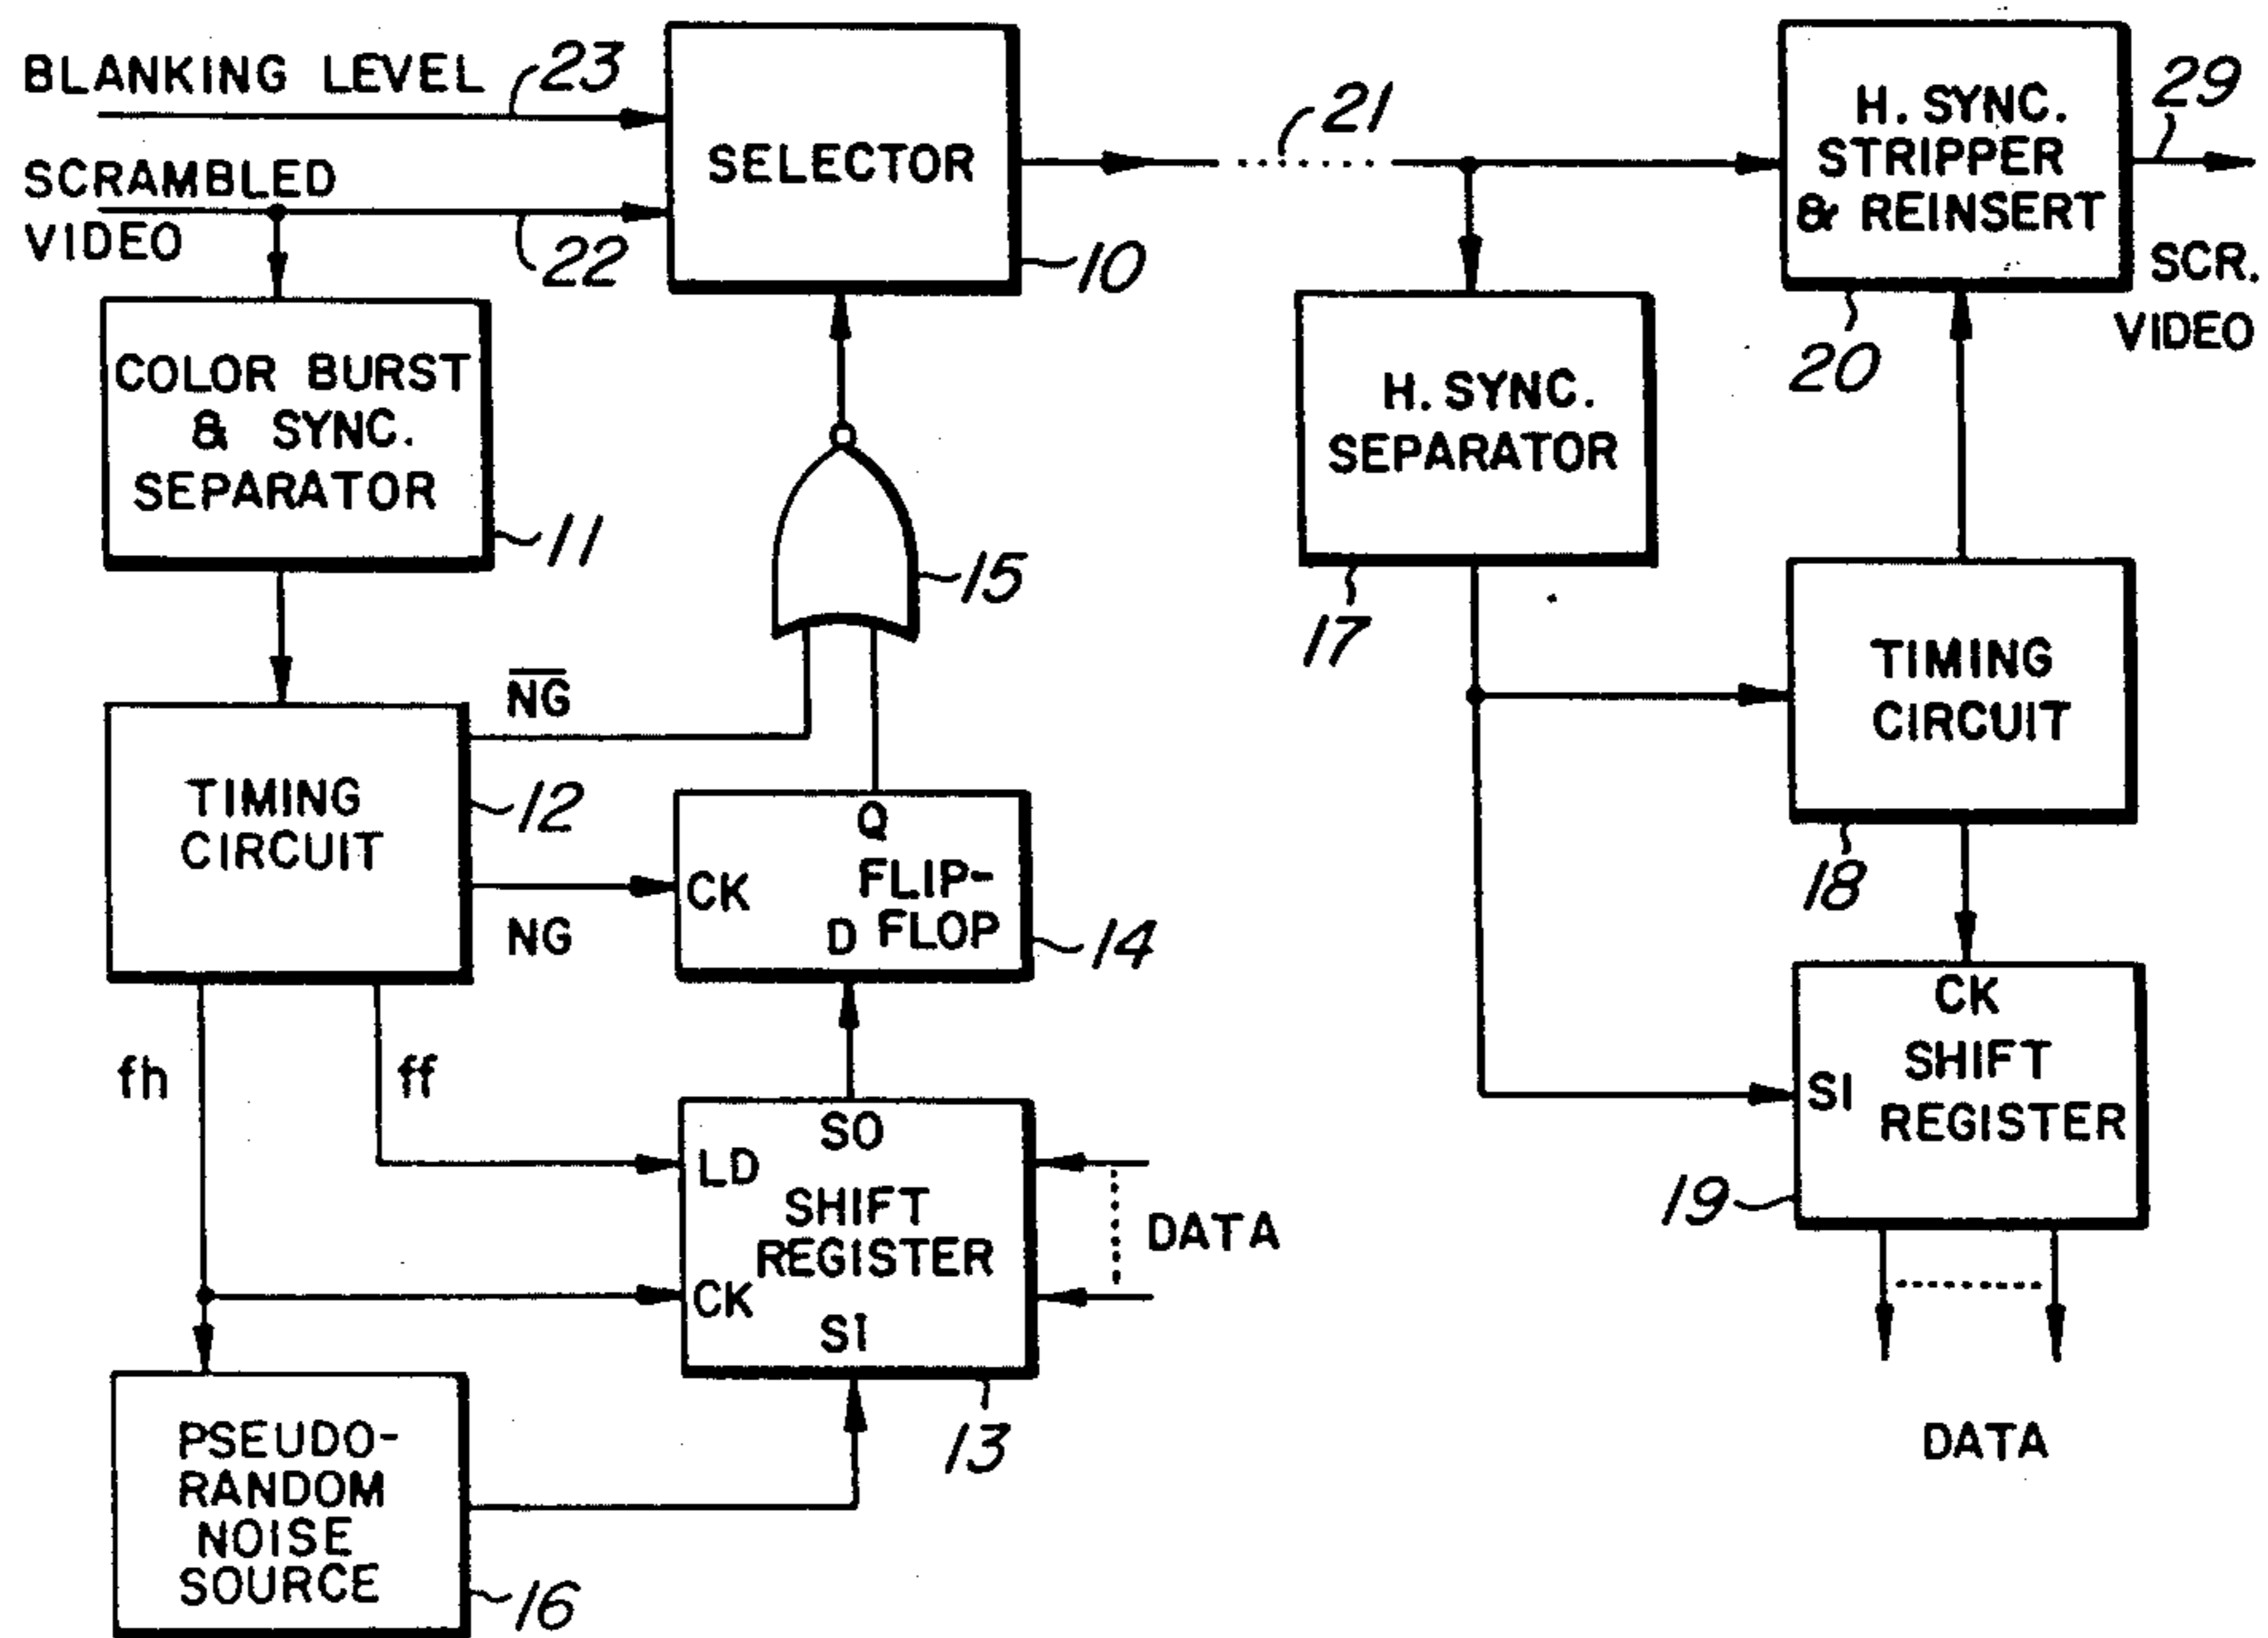 BLANKING LEVEL
23
SCRAMBLED
VIDEO
22
SELECTOR
10
21
H. SYNC.
STRIPPER
& REINSERT
20
29
SCR.
VIDEO
COLOR BURST
& SYNC.
SEPARATOR
11
15
H. SYNC.
SEPARATOR
17
TIMING
CIRCUIT
12
N̅G̅
NG
Q
CK
FLIP-
D FLOP
14
TIMING
CIRCUIT
18
fh
ff
SO
LD
SHIFT
REGISTER
CK
SI
13
DATA
CK
SHIFT
SI
REGISTER
19
DATA
PSEUDO-
RANDOM
NOISE
SOURCE
16